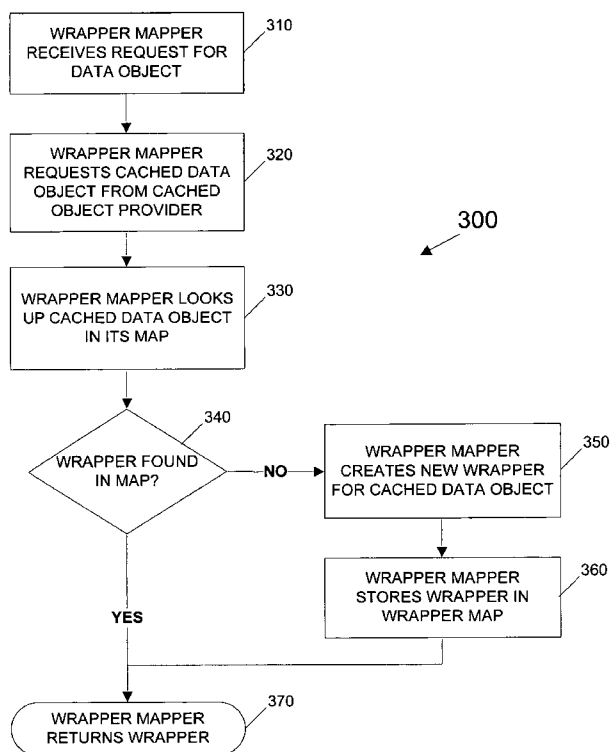 WRAPPER MAPPER
RECEIVES REQUEST FOR
DATA OBJECT
310
WRAPPER MAPPER
REQUESTS CACHED DATA
OBJECT FROM CACHED
OBJECT PROVIDER
320
300
WRAPPER MAPPER LOOKS
UP CACHED DATA OBJECT
IN ITS MAP
330
WRAPPER FOUND
IN MAP?
340
NO
WRAPPER MAPPER
CREATES NEW WRAPPER
FOR CACHED DATA OBJECT
350
WRAPPER MAPPER
STORES WRAPPER IN
WRAPPER MAP
360
YES
WRAPPER MAPPER
RETURNS WRAPPER
370